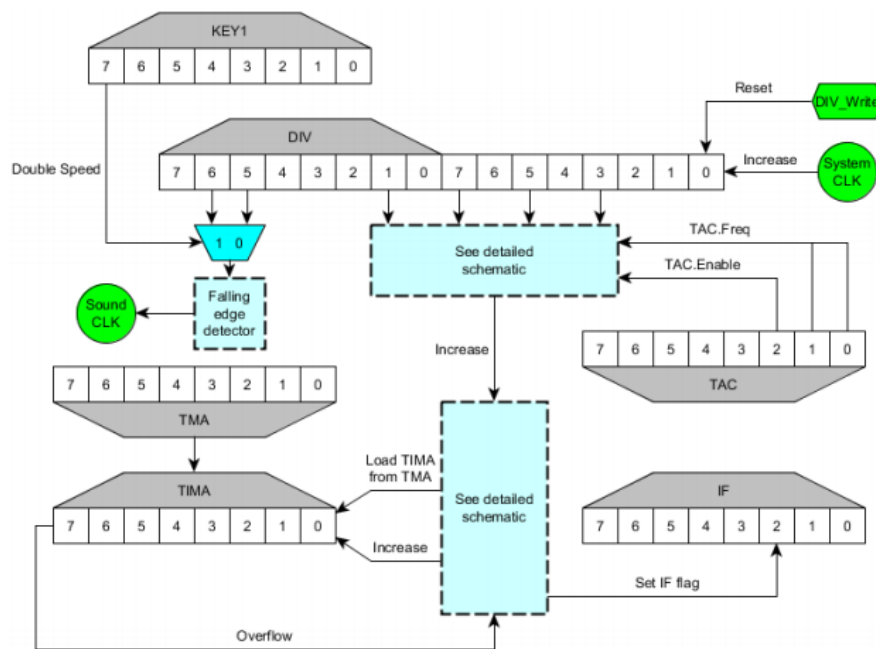 KEY1
7 6 5 4 3 2 1 0
Reset
DIV_Write
DIV
Double Speed
7 6 5 4 3 2 1 0 7 6 5 4 3 2 1 0
Increase
System
CLK
1 0
See detailed
schematic
TAC.Freq
TAC.Enable
Sound
CLK
Falling
edge
detector
Increase
7 6 5 4 3 2 1 0
TAC
7 6 5 4 3 2 1 0
TMA
Load TIMA
from TMA
See detailed
schematic
TIMA
7 6 5 4 3 2 1 0
Increase
IF
7 6 5 4 3 2 1 0
Set IF flag
Overflow